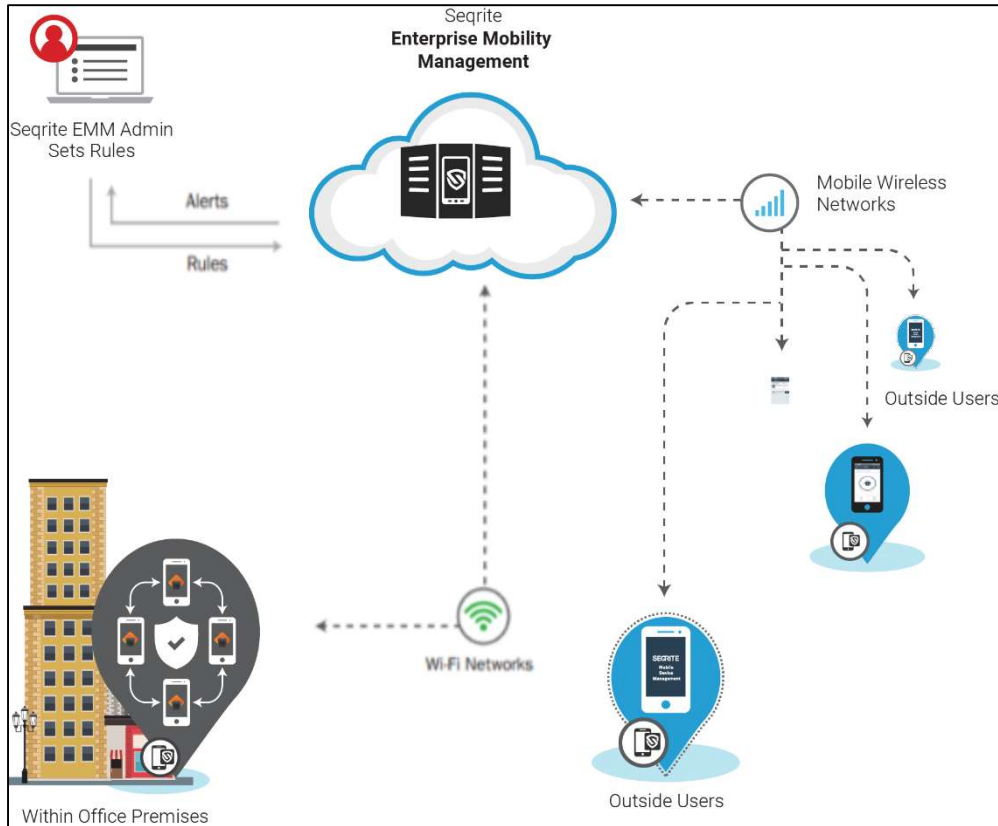 Seqrite
Enterprise Mobility
Management
Seqrite EMM Admin
Sets Rules
Alerts
Rules
Mobile Wireless
Networks
Outside Users
Wi-Fi Networks
SEQRITE
Mobile
Device
Management
Within Office Premises
Outside Users